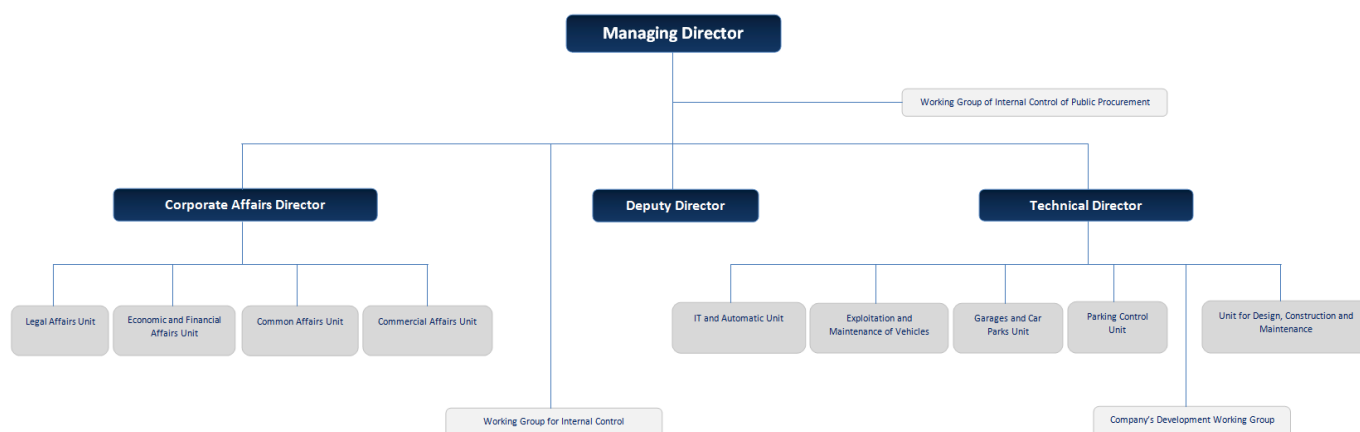 Managing Director
Working Group of Internal Control of Public Procurement
Corporate Affairs Director
Deputy Director
Technical Director
Legal Affairs Unit
Economic and Financial
Affairs Unit
Common Affairs Unit
Commercial Affairs Unit
IT and Automatic Unit
Exploitation and
Maintenance of Vehicles
Garages and Car
Parks Unit
Parking Control
Unit
Unit for Design, Construction and
Maintenance
Working Group for Internal Control
Company's Development Working Group